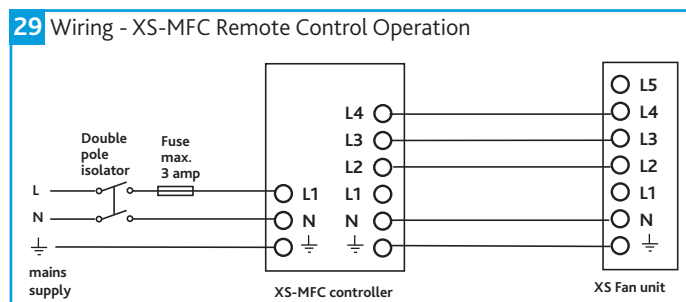 29 Wiring - XS-MFC Remote Control Operation
L5
L4 L4
L3 L3
Double
pole
isolator
Fuse
max.
3 amp
L2 L2
L L1 L1 L1
N N N N
mains
supply
XS-MFC controller
XS Fan unit